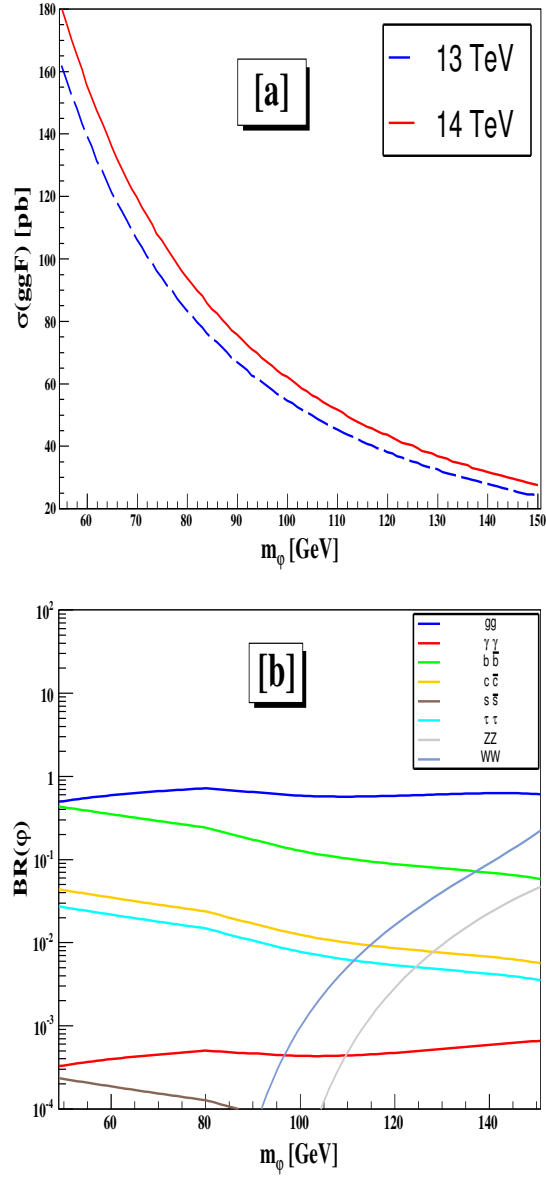 [a]
13 TeV
14 TeV
σ(ggF) [pb]
180
160
140
120
100
80
60
40
20
60 70 80 90 100 110 120 130 140 150
m_φ [GeV]
[b]
gg
γ γ
b b̅
c c̅
s s̅
τ τ
ZZ
WW
BR(φ)
10²
10
1
10⁻¹
10⁻²
10⁻³
10⁻⁴
60 80 100 120 140
m_φ [GeV]